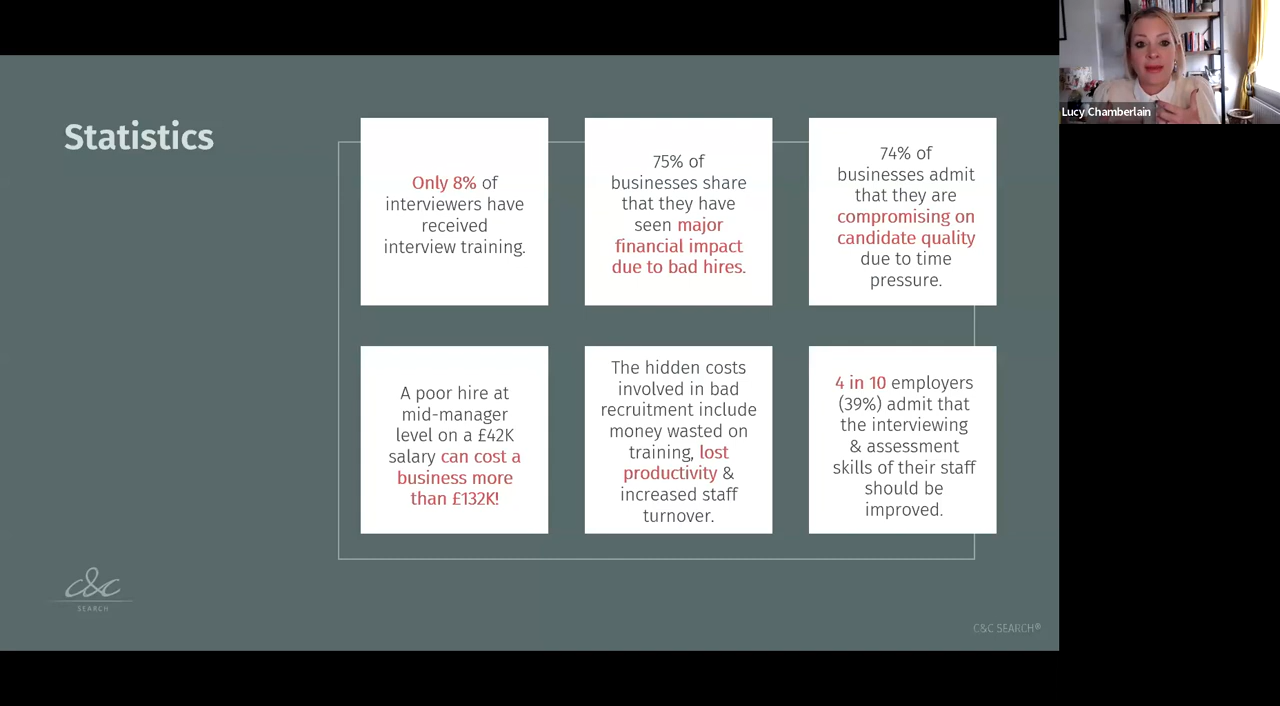 Statistics
Only 8% of
interviewers have
received
interview training.
75% of
businesses share
that they have
seen major
financial impact
due to bad hires.
74% of
businesses admit
that they are
compromising on
candidate quality
due to time
pressure.
A poor hire at
mid-manager
level on a £42K
salary can cost a
business more
than £132K!
The hidden costs
involved in bad
recruitment include
money wasted on
training, lost
productivity &
increased staff
turnover.
4 in 10 employers
(39%) admit that
the interviewing
& assessment
skills of their staff
should be
improved.
c&c
SEARCH
C&C SEARCH®
Lucy Chamberlain